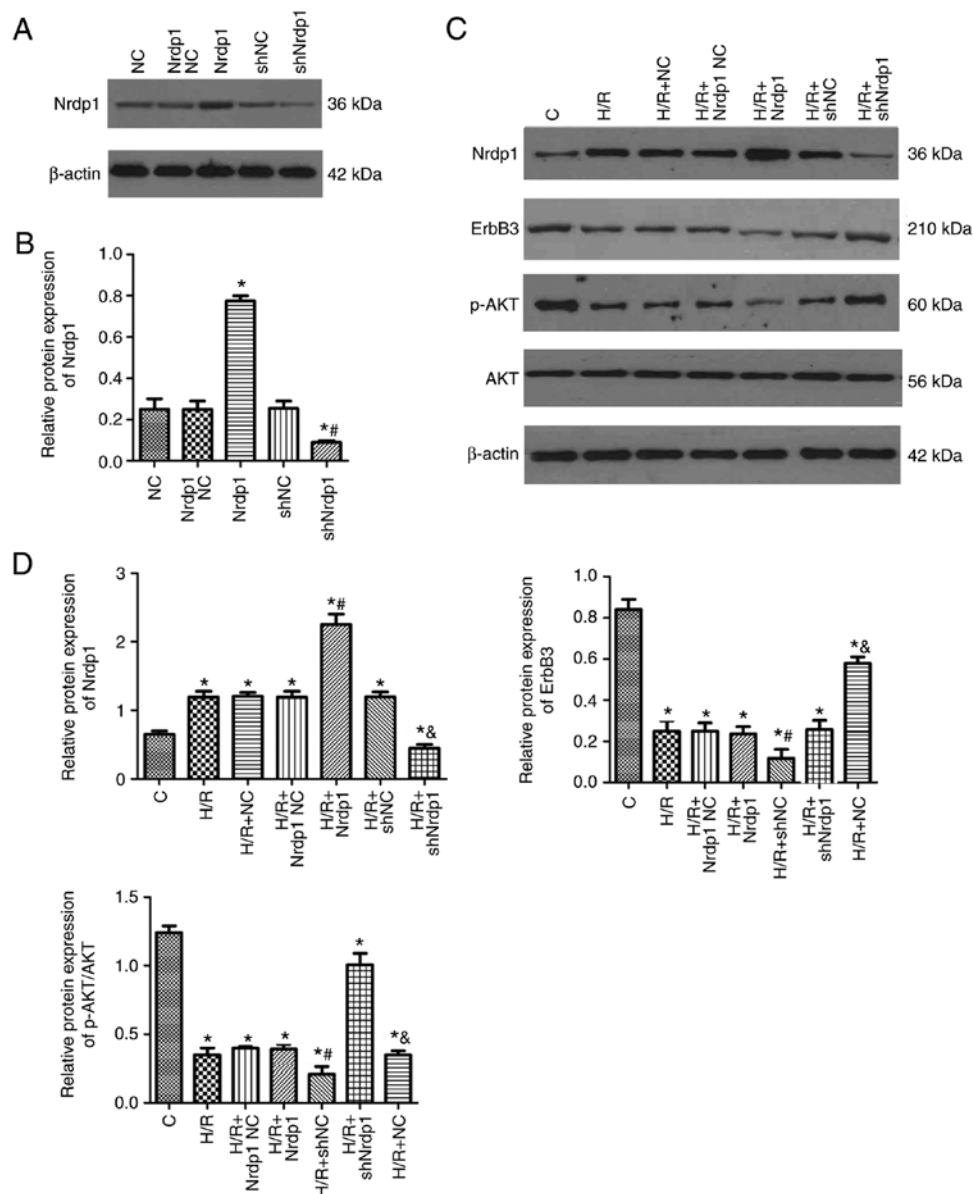 A
NC
Nrdp1
NC
Nrdp1
shNC
shNrdp1
Nrdp1
36 kDa
β-actin
42 kDa
B
Relative protein expression
of Nrdp1
1.0
0.8
0.6
0.4
0.2
0.0
*
*#
NC
Nrdp1
NC
Nrdp1
shNC
shNrdp1
C
C
H/R
H/R+NC
H/R+
Nrdp1 NC
H/R+
Nrdp1
H/R+
shNC
H/R+
shNrdp1
Nrdp1
36 kDa
ErbB3
210 kDa
p-AKT
60 kDa
AKT
56 kDa
β-actin
42 kDa
D
Relative protein expression
of Nrdp1
3
2
1
0
*
*
*
*#
*
*&
C
H/R
H/R+NC
H/R+
Nrdp1 NC
H/R+
Nrdp1
H/R+
shNC
H/R+
shNrdp1
Relative protein expression
of ErbB3
1.0
0.8
0.6
0.4
0.2
0.0
*
*
*
*#
*
*&
C
H/R
H/R+
Nrdp1 NC
H/R+
Nrdp1
H/R+shNC
H/R+
shNrdp1
H/R+NC
Relative protein expression
of p-AKT/AKT
1.5
1.0
0.5
0.0
*
*
*
*#
*
*&
C
H/R
H/R+
Nrdp1 NC
H/R+
Nrdp1
H/R+shNC
H/R+
shNrdp1
H/R+NC